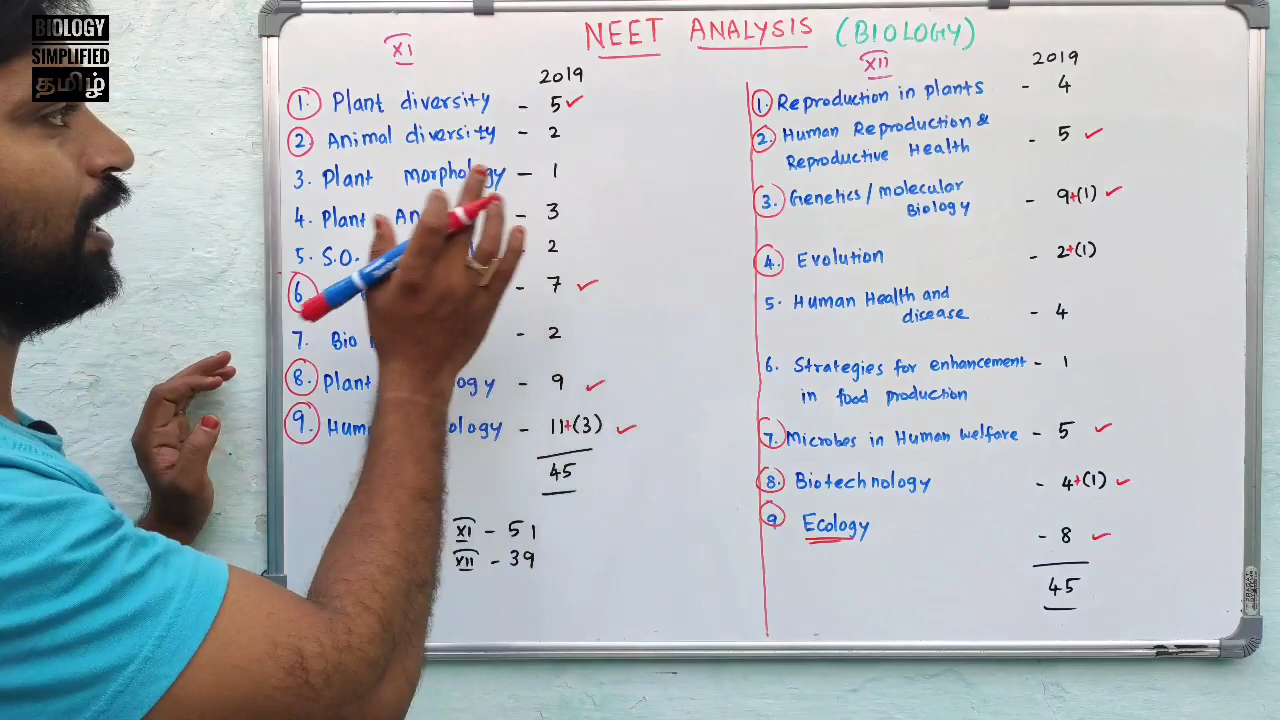 BIOLOGY
SIMPLIFIED
தமிழ்
NEET ANALYSIS (BIOLOGY)
XI
2019
1. Plant diversity - 5 ✓
2. Animal diversity - 2
3. Plant morphology - 1
4. Plant An - 3
5. S.O. - 2
6 - 7 ✓
7. Bio - 2
8. Plant ogy - 9 ✓
9. Hum ology - 11+(3) ✓
45
XI - 51
XII - 39
XII
2019
1. Reproduction in plants - 4
2. Human Reproduction &
Reproductive Health - 5 ✓
3. Genetics / molecular
Biology - 9+(1) ✓
4. Evolution - 2+(1)
5. Human Health and
disease - 4
6. Strategies for enhancement - 1
in food production
7. Microbes in Human welfare - 5 ✓
8. Biotechnology - 4+(1) ✓
9 Ecology - 8 ✓
45